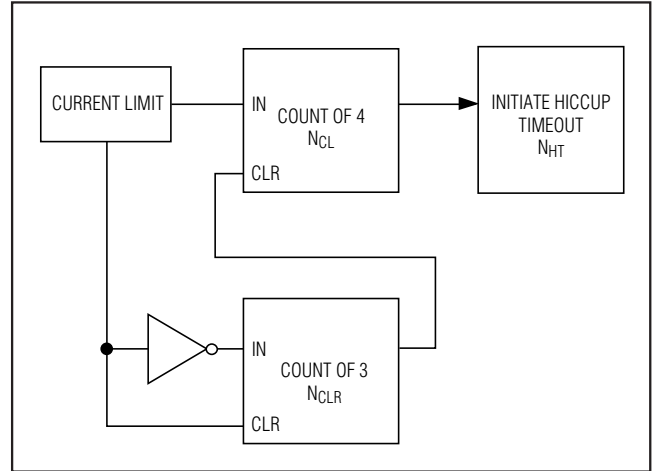 CURRENT LIMIT
IN
COUNT OF 4
NCL
CLR
INITIATE HICCUP
TIMEOUT
NHT
IN
COUNT OF 3
NCLR
CLR